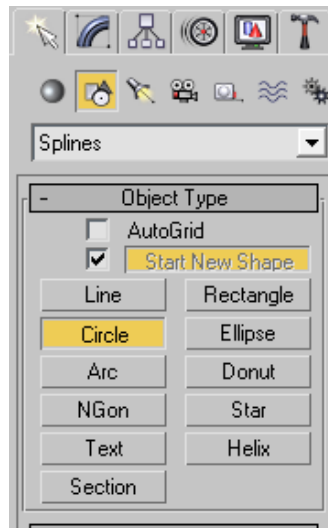 Splines
- Object Type
AutoGrid
Start New Shape
Line Rectangle
Circle Ellipse
Arc Donut
NGon Star
Text Helix
Section